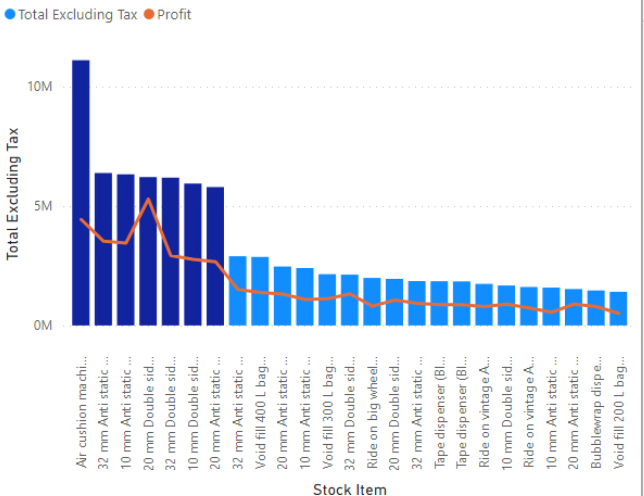 Total Excluding Tax Profit
Total Excluding Tax
10M
5M
0M
Air cushion machi...
32 mm Anti static ...
10 mm Anti static ...
20 mm Double sid...
32 mm Double sid...
10 mm Double sid...
20 mm Anti static ...
32 mm Anti static ...
Void fill 400 L bag...
20 mm Anti static ...
10 mm Anti static ...
Void fill 300 L bag...
32 mm Double sid...
Ride on big wheel...
20 mm Double sid...
32 mm Anti static ...
Tape dispenser (Bl...
Tape dispenser (Bl...
Ride on vintage A...
10 mm Double sid...
Ride on vintage A...
10 mm Anti static ...
20 mm Anti static ...
Bubblewrap dispe...
Void fill 200 L bag...
Stock Item